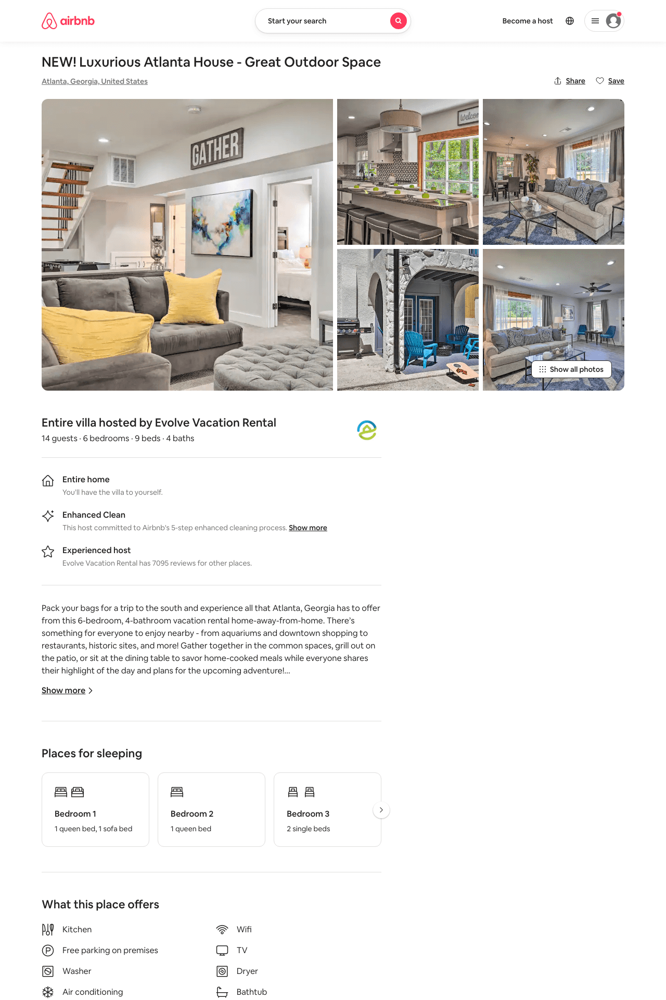 airbnb
Start your search
Become a host
NEW! Luxurious Atlanta House - Great Outdoor Space
Atlanta, Georgia, United States
Share
Save
GATHER
Welcom
Show all photos
Entire villa hosted by Evolve Vacation Rental
14 guests · 6 bedrooms · 9 beds · 4 baths
Entire home
You’ll have the villa to yourself.
Enhanced Clean
This host committed to Airbnb's 5-step enhanced cleaning process. Show more
Experienced host
Evolve Vacation Rental has 7095 reviews for other places.
Pack your bags for a trip to the south and experience all that Atlanta, Georgia has to offer
from this 6-bedroom, 4-bathroom vacation rental home-away-from-home. There’s
something for everyone to enjoy nearby - from aquariums and downtown shopping to
restaurants, historic sites, and more! Gather together in the common spaces, grill out on
the patio, or sit at the dining table to savor home-cooked meals while everyone shares
their highlight of the day and plans for the upcoming adventure!...
Show more
Places for sleeping
Bedroom 1
1 queen bed, 1 sofa bed
Bedroom 2
1 queen bed
Bedroom 3
2 single beds
What this place offers
Kitchen
Wifi
Free parking on premises
TV
Washer
Dryer
Air conditioning
Bathtub